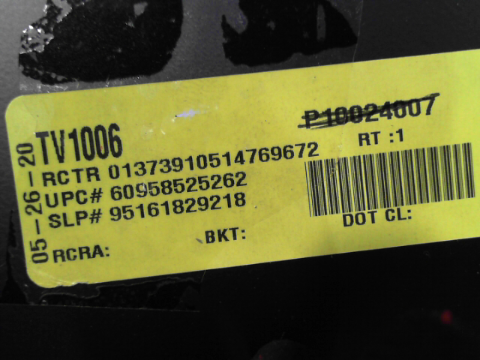 05-26-20
TV1006
P10024007
RCTR 01373910514769672
RT :1
UPC# 60958525262
SLP# 95161829218
DOT CL:
BKT:
RCRA: